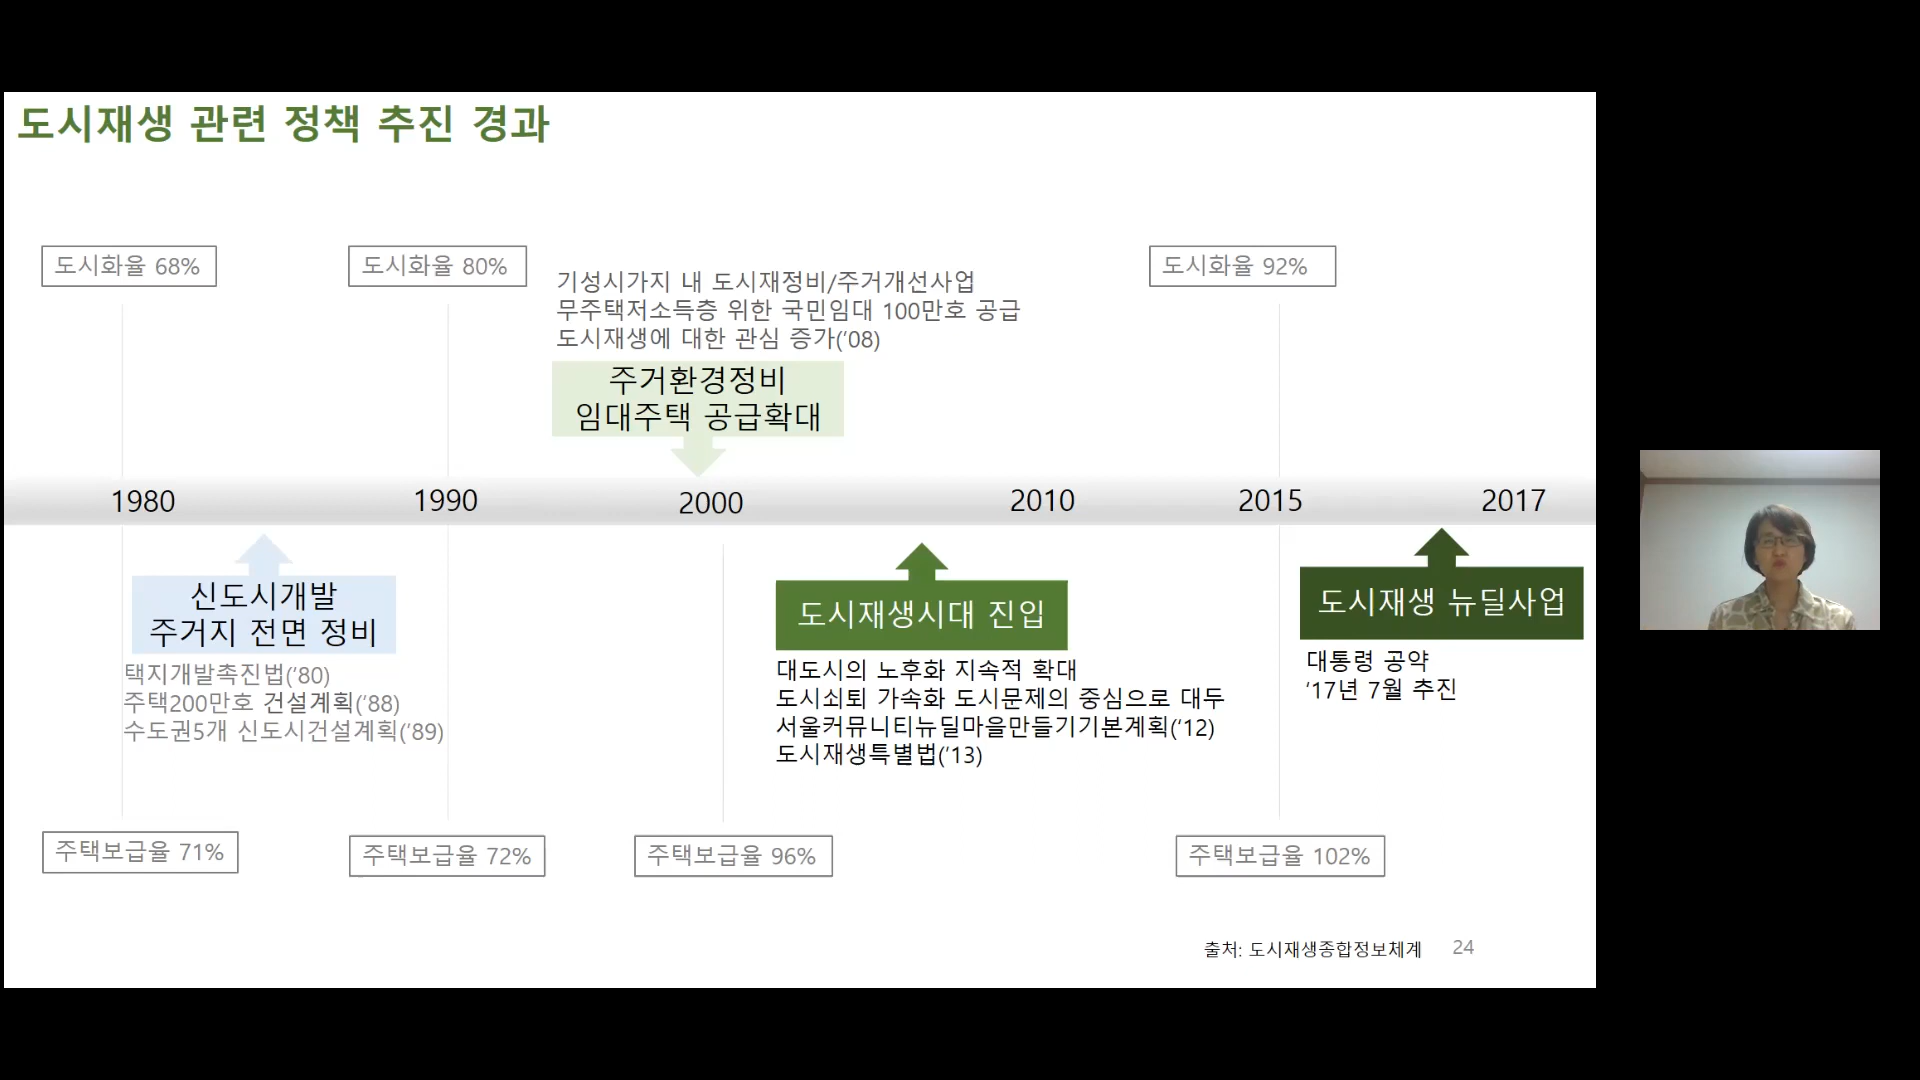 도시재생 관련 정책 추진 경과
도시화율 68%
도시화율 80%
도시화율 92%
기성시가지 내 도시재정비/주거개선사업
무주택저소득층 위한 국민임대 100만호 공급
도시재생에 대한 관심 증가(’08)
주거환경정비
임대주택 공급확대
1980
1990
2000
2010
2015
2017
신도시개발
주거지 전면 정비
택지개발촉진법(’80)
주택200만호 건설계획(’88)
수도권5개 신도시건설계획(’89)
도시재생시대 진입
대도시의 노후화 지속적 확대
도시쇠퇴 가속화 도시문제의 중심으로 대두
서울커뮤니티뉴딜마을만들기기본계획(‘12)
도시재생특별법(’13)
도시재생 뉴딜사업
대통령 공약
‘17년 7월 추진
주택보급율 71%
주택보급율 72%
주택보급율 96%
주택보급율 102%
출처: 도시재생종합정보체계
24